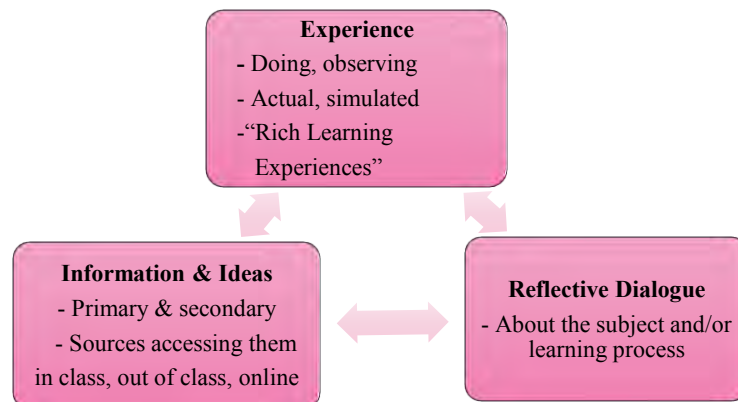 Experience
- Doing, observing
- Actual, simulated
-“Rich Learning
Experiences”
Information & Ideas
- Primary & secondary
- Sources accessing them
in class, out of class, online
Reflective Dialogue
- About the subject and/or
learning process